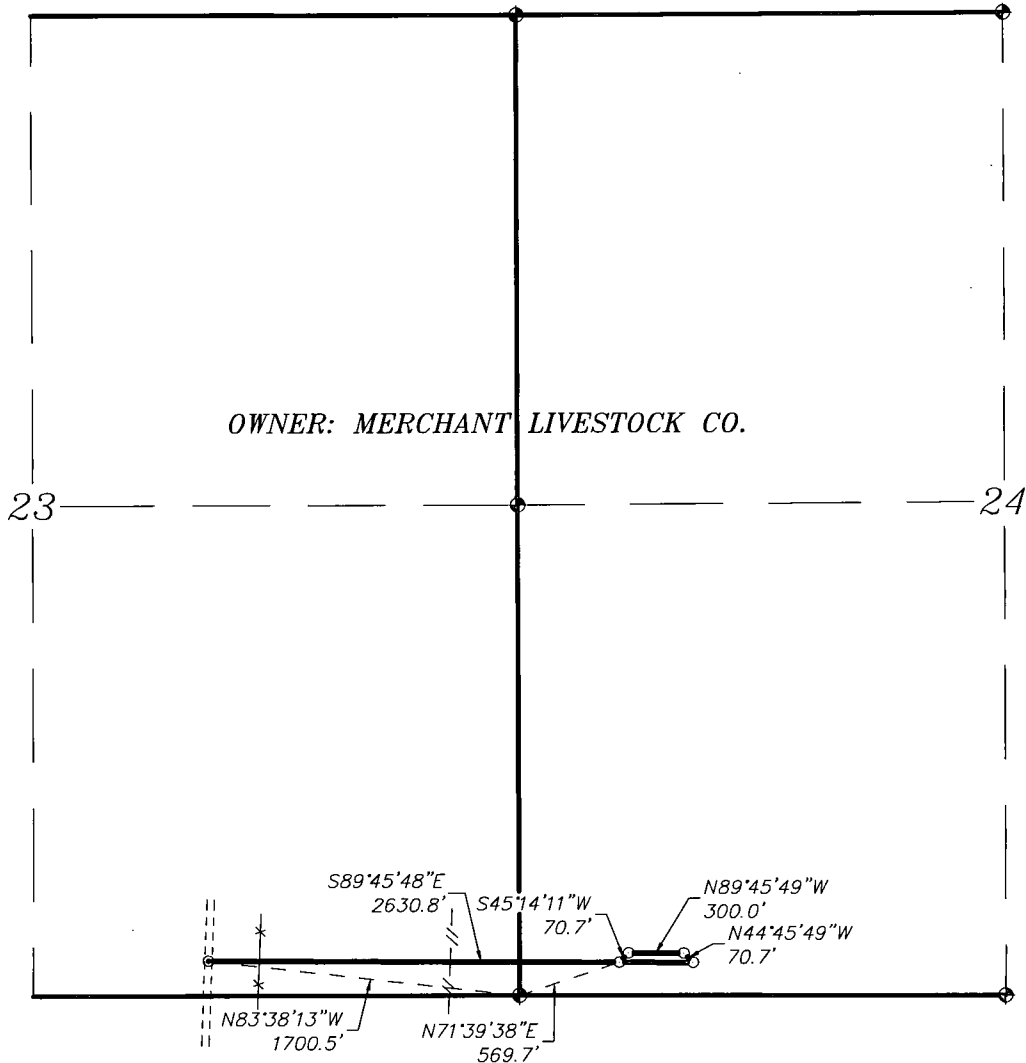 OWNER: MERCHANT LIVESTOCK CO.
23
24
S89°45'48"E
2630.8'
S45°14'11"W
70.7'
N89°45'49"W
300.0'
N44°45'49"W
70.7'
N83°38'13"W
1700.5'
N71°39'38"E
569.7'